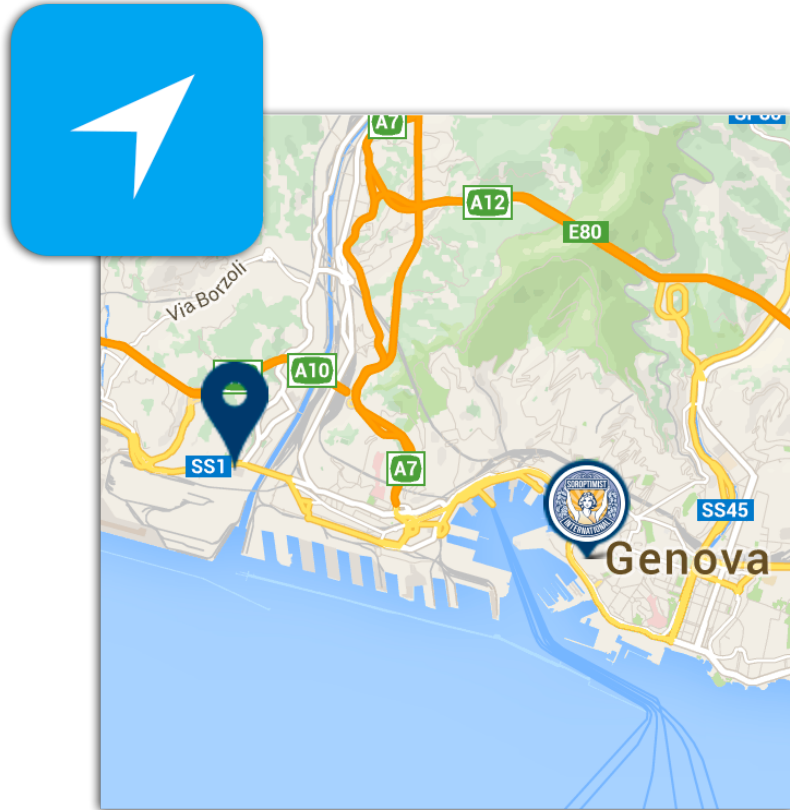 A7
A12
E80
Via Borzoli
A10
SS1
A7
SOROPTIMIST
INTERNATIONAL
SS45
Genova